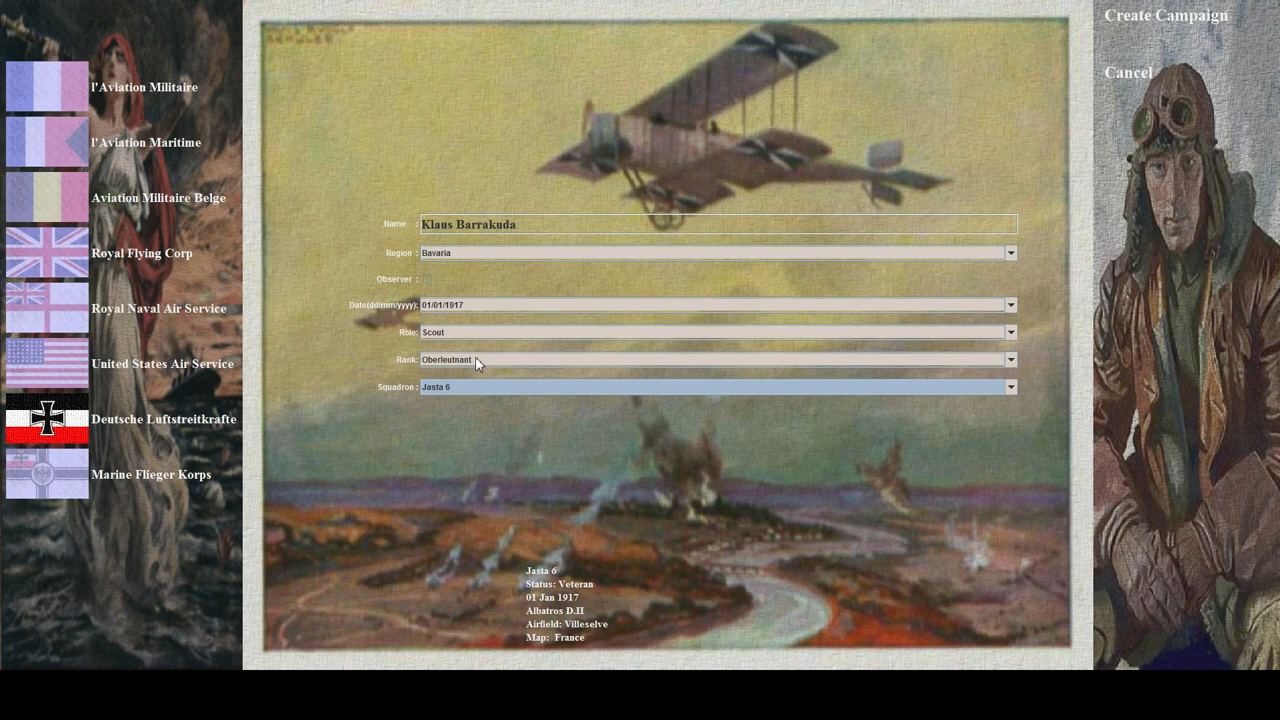 l'Aviation Militaire
l'Aviation Maritime
Aviation Militaire Belge
Royal Flying Corp
Royal Naval Air Service
United States Air Service
Deutsche Luftstreitkrafte
Marine Flieger Korps
Name : Klaus Barrakuda
Region : Bavaria
Observer :
Date(dd/mm/yyyy): 01/01/1917
Role: Scout
Rank: Oberleutnant
Squadron : Jasta 6
Jasta 6
Status: Veteran
01 Jan 1917
Albatros D.II
Airfield: Villeselve
Map: France
Create Campaign
Cancel